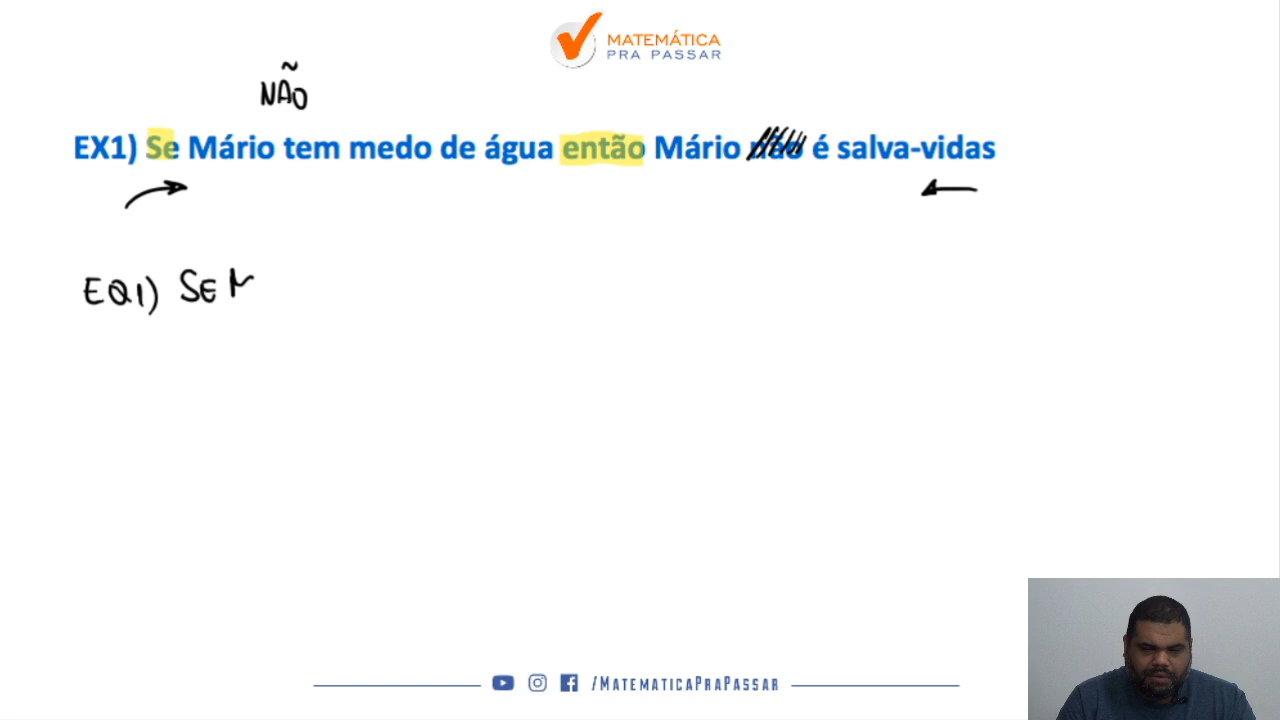 MATEMÁTICA
PRA PASSAR
NÃO
EX1) Se Mário tem medo de água então Mário não é salva-vidas
EQ1) SE M
/MATEMATICAPRAPASSAR